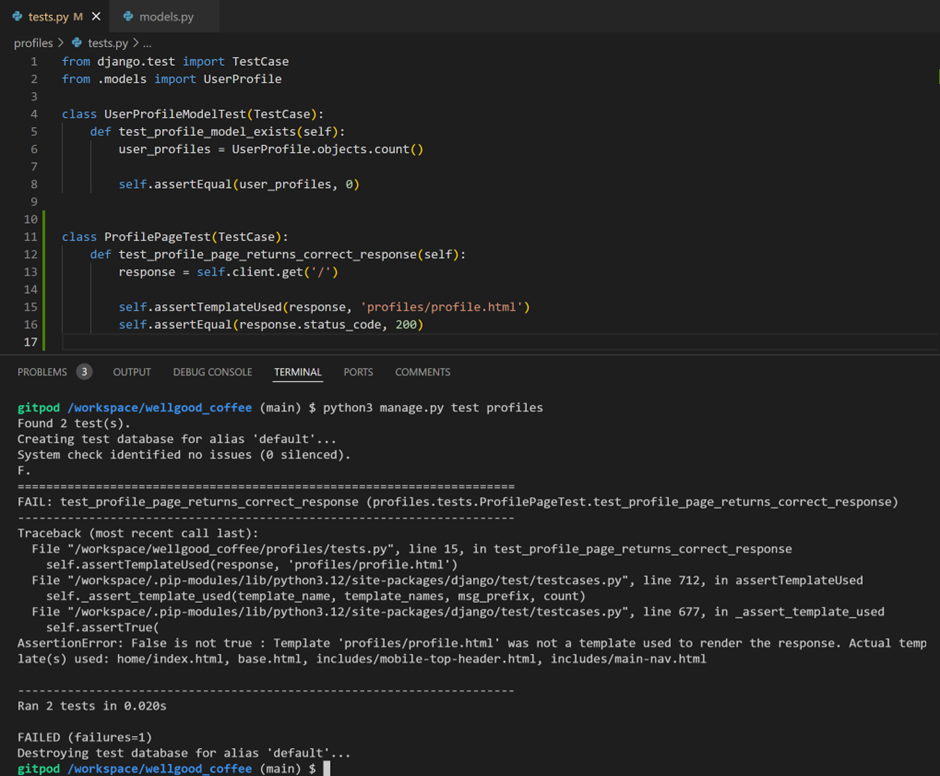 tests.py M ×
models.py
profiles > tests.py > ...
1 from django.test import TestCase
2 from .models import UserProfile
3
4 class UserProfileModelTest(TestCase):
5 def test_profile_model_exists(self):
6 user_profiles = UserProfile.objects.count()
7
8 self.assertEqual(user_profiles, 0)
9
10
11 class ProfilePageTest(TestCase):
12 def test_profile_page_returns_correct_response(self):
13 response = self.client.get('/')
14
15 self.assertTemplateUsed(response, 'profiles/profile.html')
16 self.assertEqual(response.status_code, 200)
17
PROBLEMS 3 OUTPUT DEBUG CONSOLE TERMINAL PORTS COMMENTS
gitpod /workspace/wellgood_coffee (main) $ python3 manage.py test profiles
Found 2 test(s).
Creating test database for alias 'default'...
System check identified no issues (0 silenced).
F.
======================================================================
FAIL: test_profile_page_returns_correct_response (profiles.tests.ProfilePageTest.test_profile_page_returns_correct_response)
----------------------------------------------------------------------
Traceback (most recent call last):
File "/workspace/wellgood_coffee/profiles/tests.py", line 15, in test_profile_page_returns_correct_response
self.assertTemplateUsed(response, 'profiles/profile.html')
File "/workspace/.pip-modules/lib/python3.12/site-packages/django/test/testcases.py", line 712, in assertTemplateUsed
self._assert_template_used(template_name, template_names, msg_prefix, count)
File "/workspace/.pip-modules/lib/python3.12/site-packages/django/test/testcases.py", line 677, in _assert_template_used
self.assertTrue(
AssertionError: False is not true : Template 'profiles/profile.html' was not a template used to render the response. Actual temp
late(s) used: home/index.html, base.html, includes/mobile-top-header.html, includes/main-nav.html
----------------------------------------------------------------------
Ran 2 tests in 0.020s
FAILED (failures=1)
Destroying test database for alias 'default'...
gitpod /workspace/wellgood_coffee (main) $